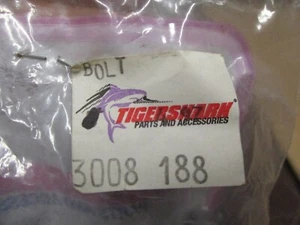 BOLT
TIGERSHARK
PARTS AND ACCESSORIES
3008 188